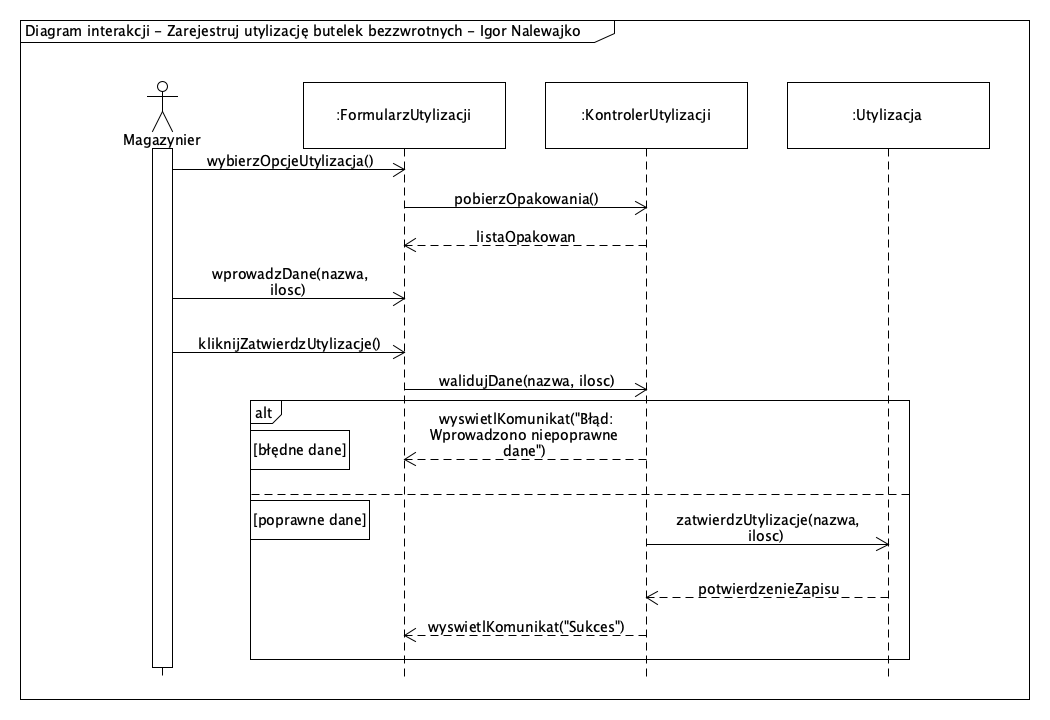 Diagram interakcji - Zarejestruj utylizację butelek bezzwrotnych - Igor Nalewajko
Magazynier
:FormularzUtylizacji
:KontrolerUtylizacji
:Utylizacja
wybierzOpcjeUtylizacja()
pobierzOpakowania()
listaOpakowan
wprowadzDane(nazwa,
ilosc)
kliknijZatwierdzUtylizacje()
walidujDane(nazwa, ilosc)
alt
[błędne dane]
wyswietlKomunikat("Błąd:
Wprowadzono niepoprawne
dane")
[poprawne dane]
zatwierdzUtylizacje(nazwa,
ilosc)
potwierdzenieZapisu
wyswietlKomunikat("Sukces")